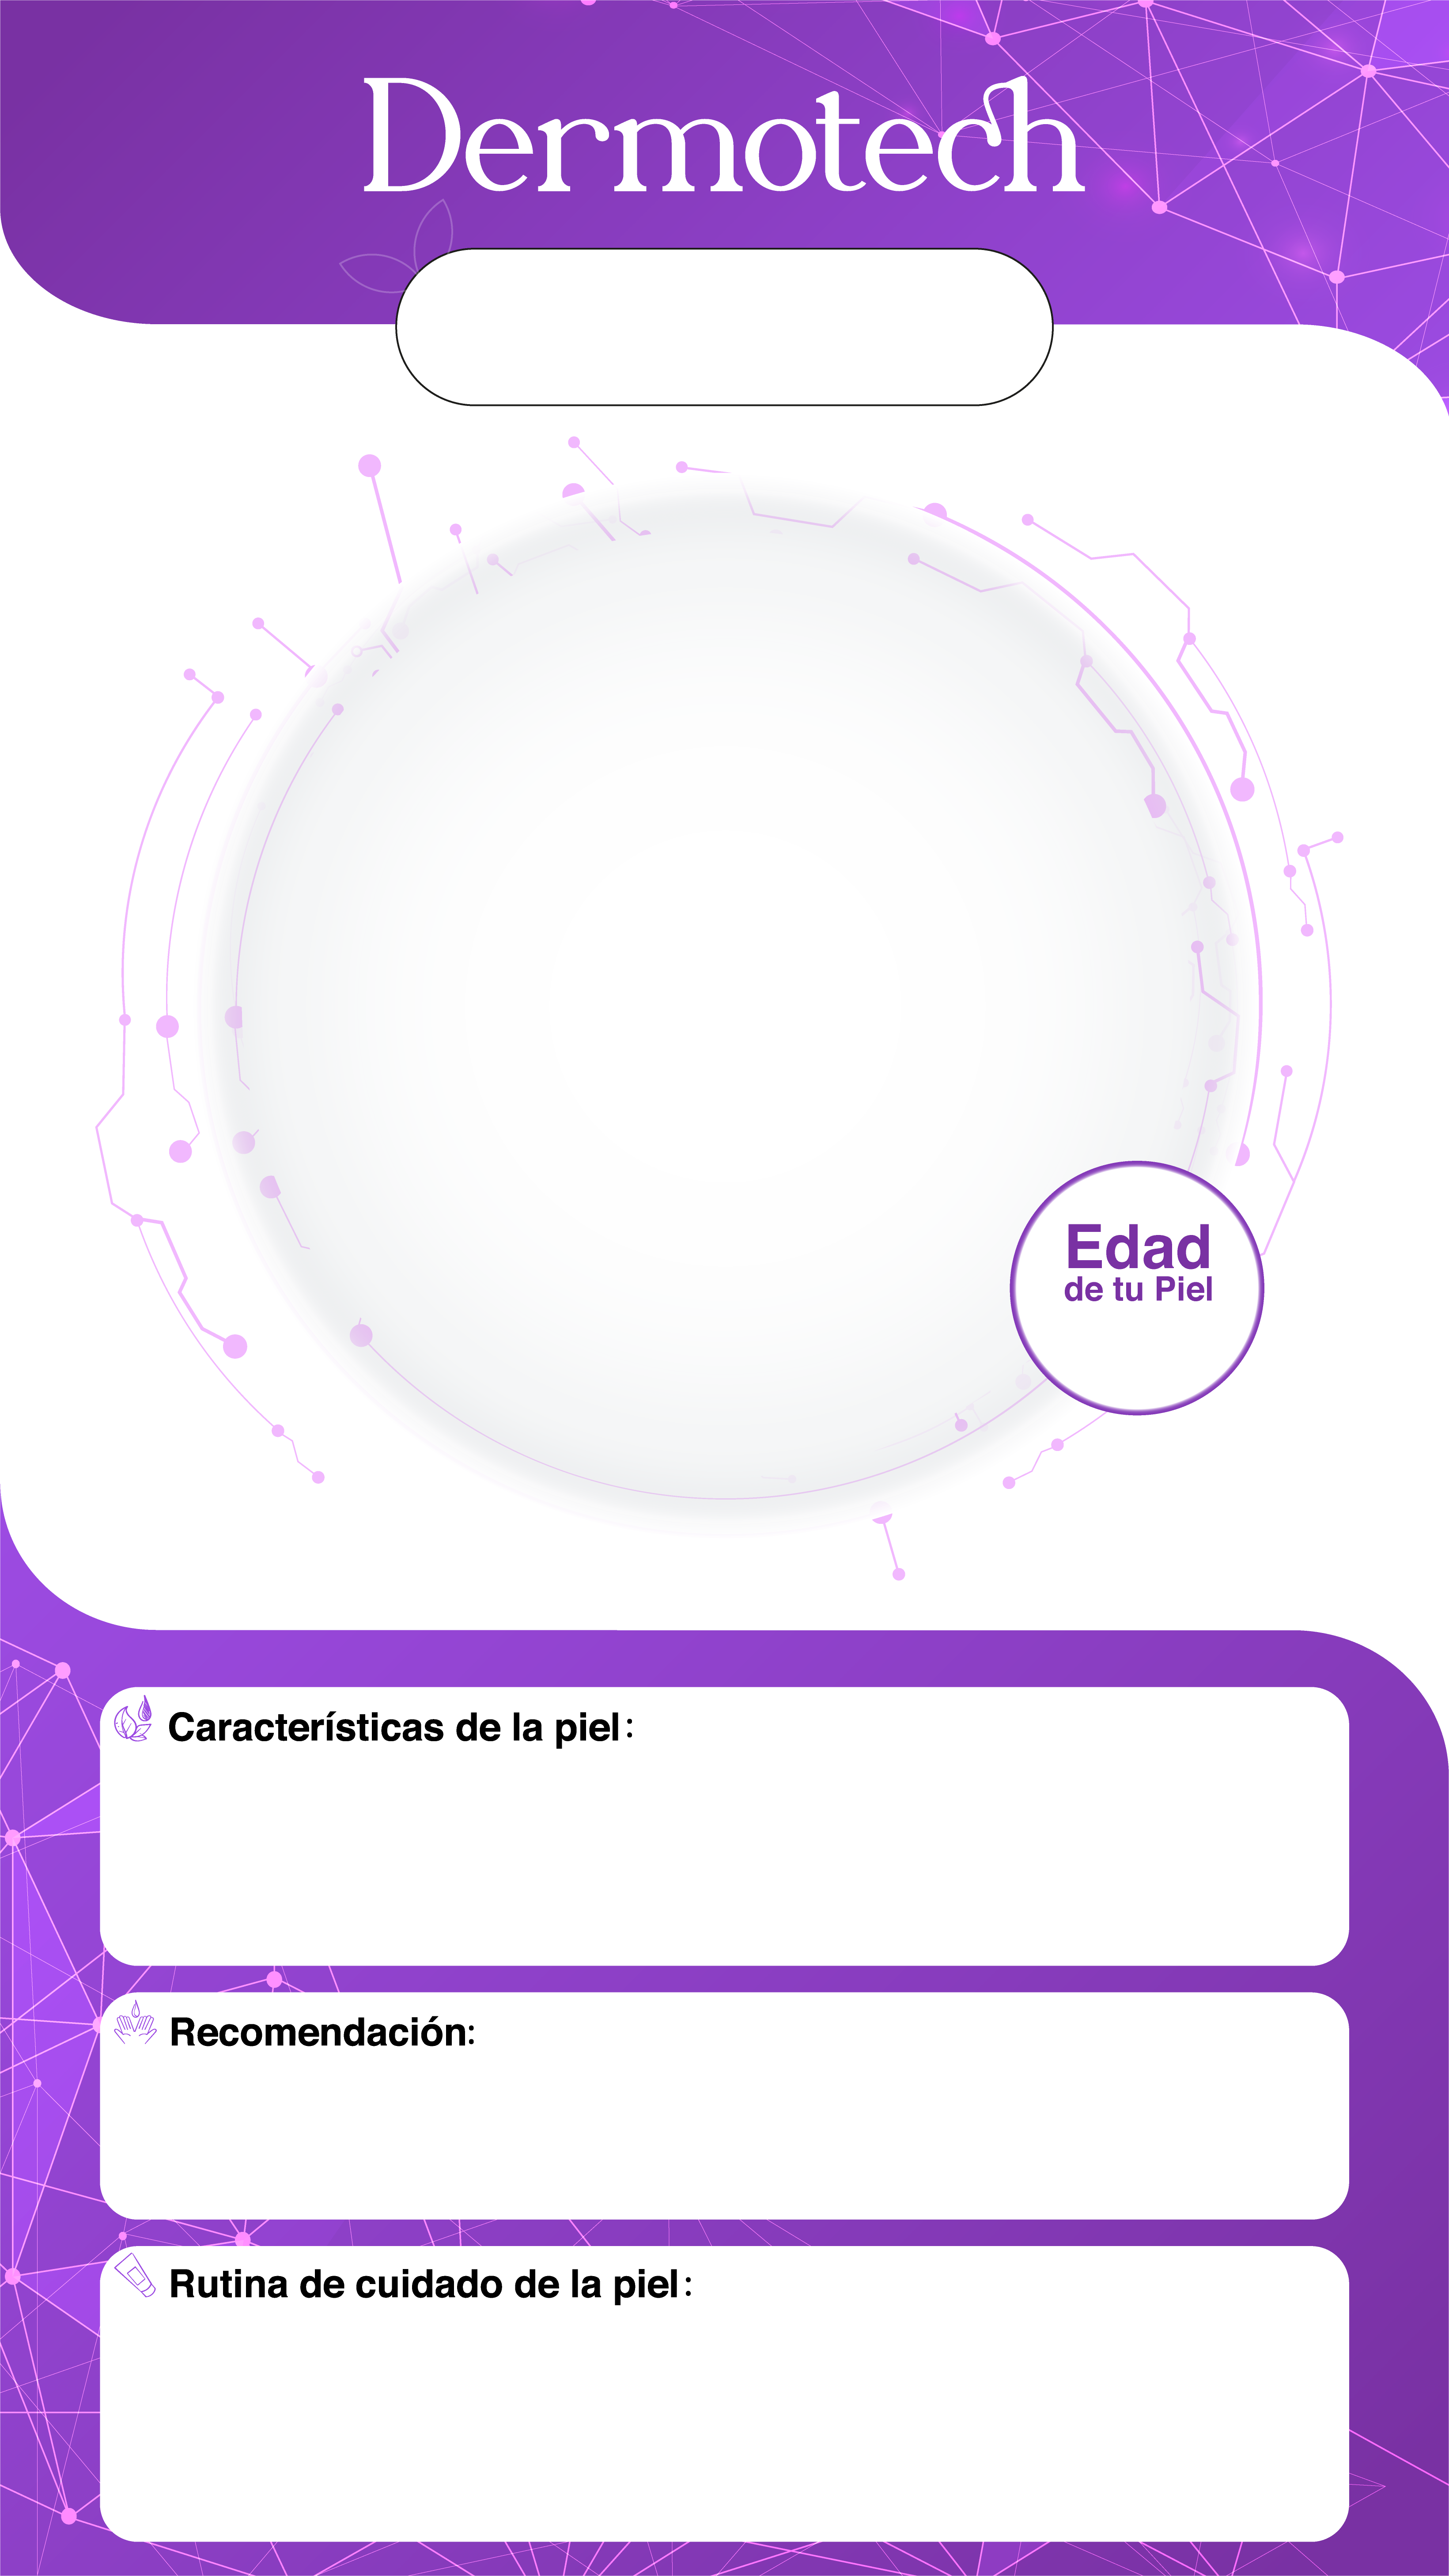 Dermotech
Edad
de tu Piel
Características de la piel:
Recomendación:
Rutina de cuidado de la piel: